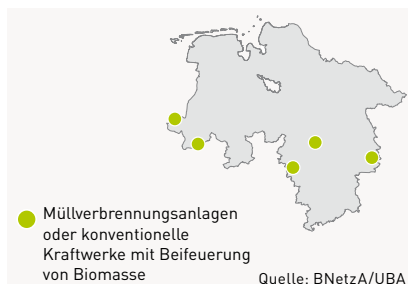 Müllverbrennungsanlagen
oder konventionelle
Kraftwerke mit Beifeuerung
von Biomasse
Quelle: BNetzA/UBA